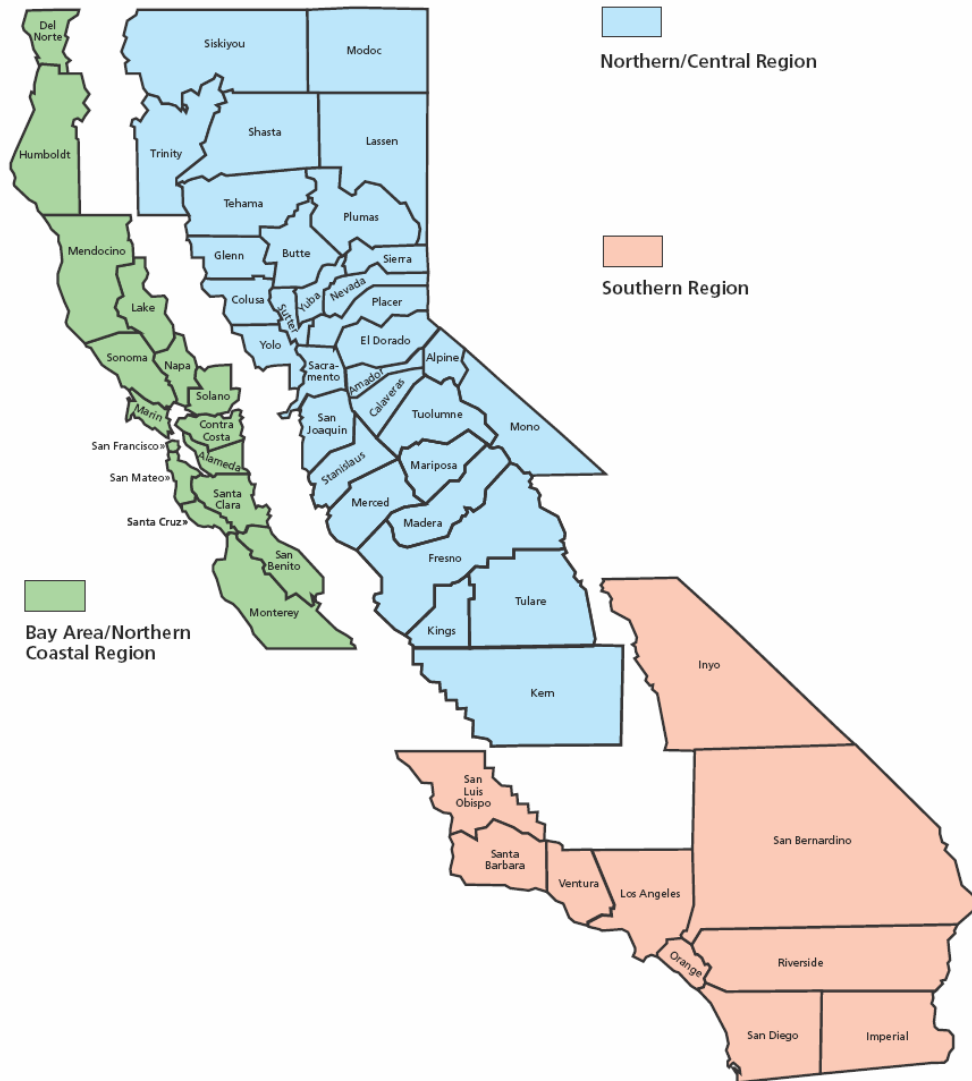 Del
Norte
Siskiyou
Modoc
Northern/Central Region
Humboldt
Trinity
Shasta
Lassen
Tehama
Plumas
Mendocino
Glenn
Butte
Sierra
Southern Region
Lake
Colusa
Sutter
Yuba
Nevada
Placer
Sonoma
Napa
Yolo
El Dorado
Sacra-
mento
Amador
Alpine
Solano
Marin
Calaveras
Contra
Costa
San
Joaquin
Tuolumne
Mono
San Francisco»
Alameda
Stanislaus
Mariposa
San Mateo»
Santa
Clara
Merced
Santa Cruz»
Madera
San
Benito
Fresno
Monterey
Kings
Tulare
Bay Area/Northern
Coastal Region
Inyo
Kern
San
Luis
Obispo
San Bernardino
Santa
Barbara
Ventura
Los Angeles
Orange
Riverside
San Diego
Imperial